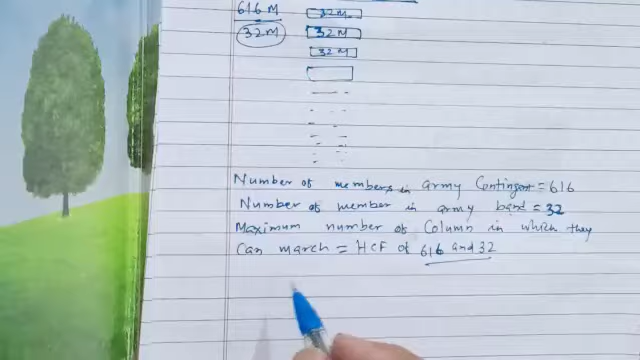 616 M 32 M
32 M 32 M
32 M
Number of members in army Contingent = 616
Number of member in army band = 32
Maximum number of Column in which they
Can march = HCF of 616 and 32